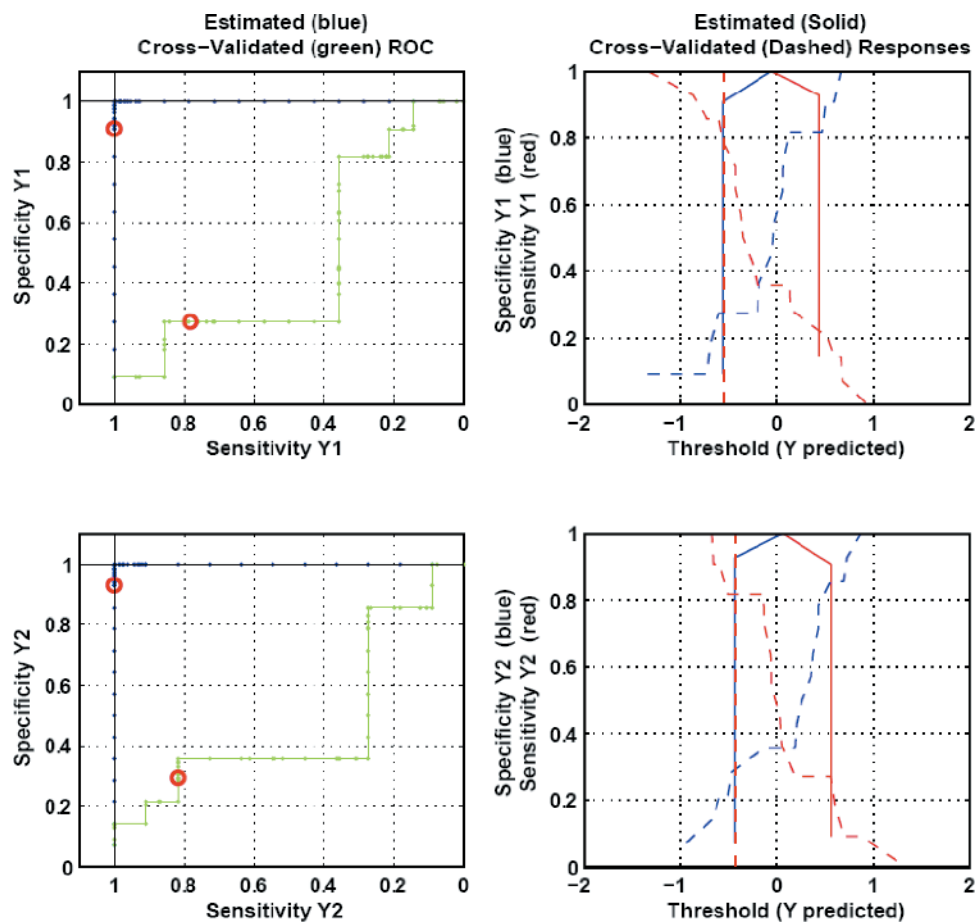 Estimated (blue)
Cross−Validated (green) ROC
Estimated (Solid)
Cross−Validated (Dashed) Responses
Specificity Y1
1
0.8
0.6
0.4
0.2
0
1 0.8 0.6 0.4 0.2 0
Sensitivity Y1
Specificity Y1 (blue)
Sensitivity Y1 (red)
1
0.8
0.6
0.4
0.2
0
−2 −1 0 1 2
Threshold (Y predicted)
Specificity Y2
1
0.8
0.6
0.4
0.2
0
1 0.8 0.6 0.4 0.2 0
Sensitivity Y2
Specificity Y2 (blue)
Sensitivity Y2 (red)
1
0.8
0.6
0.4
0.2
0
−2 −1 0 1 2
Threshold (Y predicted)